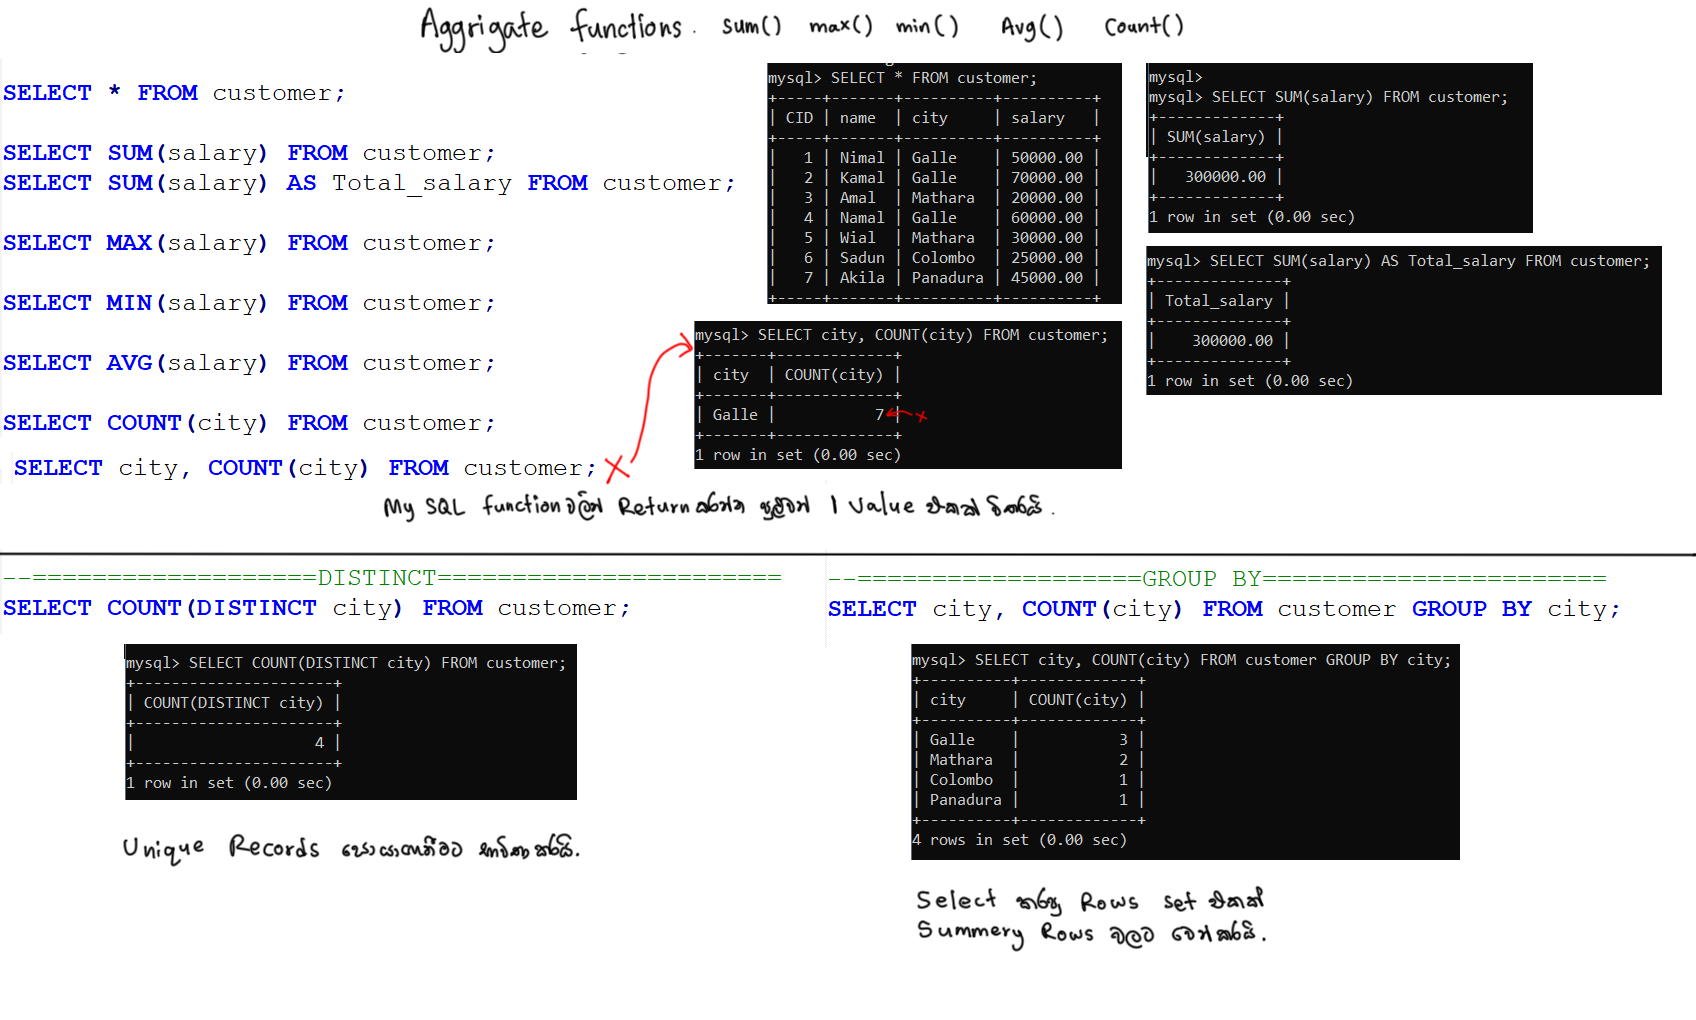 Aggrigate functions. sum() max() min() Avg() Count()
SELECT * FROM customer;
SELECT SUM(salary) FROM customer;
SELECT SUM(salary) AS Total_salary FROM customer;
SELECT MAX(salary) FROM customer;
SELECT MIN(salary) FROM customer;
SELECT AVG(salary) FROM customer;
SELECT COUNT(city) FROM customer;
SELECT city, COUNT(city) FROM customer;
mysql> SELECT * FROM customer;
+-----+-------+----------+----------+
| CID | name | city | salary |
+-----+-------+----------+----------+
| 1 | Nimal | Galle | 50000.00 |
| 2 | Kamal | Galle | 70000.00 |
| 3 | Amal | Mathara | 20000.00 |
| 4 | Namal | Galle | 60000.00 |
| 5 | Wial | Mathara | 30000.00 |
| 6 | Sadun | Colombo | 25000.00 |
| 7 | Akila | Panadura | 45000.00 |
+-----+-------+----------+----------+
mysql>
mysql> SELECT SUM(salary) FROM customer;
+-------------+
| SUM(salary) |
+-------------+
| 300000.00 |
+-------------+
1 row in set (0.00 sec)
mysql> SELECT SUM(salary) AS Total_salary FROM customer;
+--------------+
| Total_salary |
+--------------+
| 300000.00 |
+--------------+
1 row in set (0.00 sec)
mysql> SELECT city, COUNT(city) FROM customer;
+-------+-------------+
| city | COUNT(city) |
+-------+-------------+
| Galle | 7 |
+-------+-------------+
1 row in set (0.00 sec)
My SQL function වලින් Return කරන්න පුළුවන් 1 Value එකක් විතරයි.
--===================DISTINCT=======================
SELECT COUNT(DISTINCT city) FROM customer;
mysql> SELECT COUNT(DISTINCT city) FROM customer;
+----------------------+
| COUNT(DISTINCT city) |
+----------------------+
| 4 |
+----------------------+
1 row in set (0.00 sec)
Unique Records සොයාගැනීමට භාවිතා කරයි.
--===================GROUP BY=======================
SELECT city, COUNT(city) FROM customer GROUP BY city;
mysql> SELECT city, COUNT(city) FROM customer GROUP BY city;
+----------+-------------+
| city | COUNT(city) |
+----------+-------------+
| Galle | 3 |
| Mathara | 2 |
| Colombo | 1 |
| Panadura | 1 |
+----------+-------------+
4 rows in set (0.00 sec)
Select කරපු Rows set එකක්
Summery Rows වලට වෙන් කරයි.